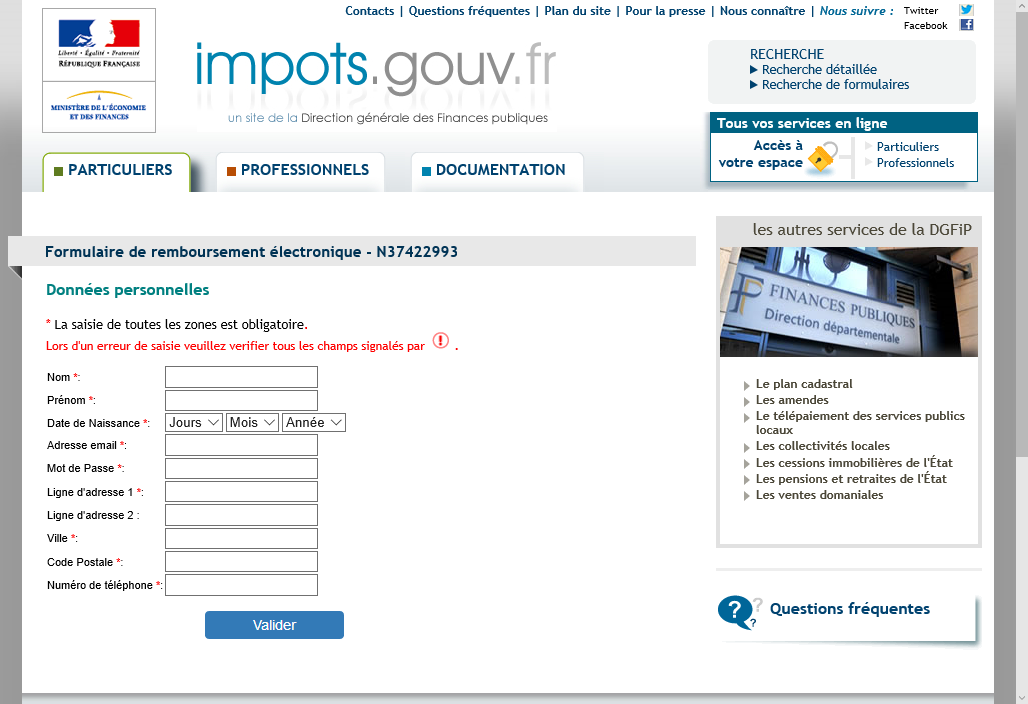 Contacts | Questions fréquentes | Plan du site | Pour la presse | Nous connaître | Nous suivre : Twitter
Facebook
Liberté • Égalité • Fraternité
RÉPUBLIQUE FRANÇAISE
MINISTÈRE DE L'ÉCONOMIE
ET DES FINANCES
impots.gouv.fr
un site de la Direction générale des Finances publiques
RECHERCHE
Recherche détaillée
Recherche de formulaires
Tous vos services en ligne
Accès à
votre espace
Particuliers
Professionnels
PARTICULIERS
PROFESSIONNELS
DOCUMENTATION
Formulaire de remboursement électronique - N37422993
Données personnelles
* La saisie de toutes les zones est obligatoire.
Lors d'un erreur de saisie veuillez verifier tous les champs signalés par ! .
Nom *:
Prénom *:
Date de Naissance *: Jours Mois Année
Adresse email *:
Mot de Passe *:
Ligne d'adresse 1 *:
Ligne d'adresse 2 :
Ville *:
Code Postale *:
Numéro de téléphone *:
Valider
les autres services de la DGFiP
FINANCES PUBLIQUES
Direction départementale
Le plan cadastral
Les amendes
Le télépaiement des services publics
locaux
Les collectivités locales
Les cessions immobilières de l'État
Les pensions et retraites de l'État
Les ventes domaniales
? ? ? Questions fréquentes